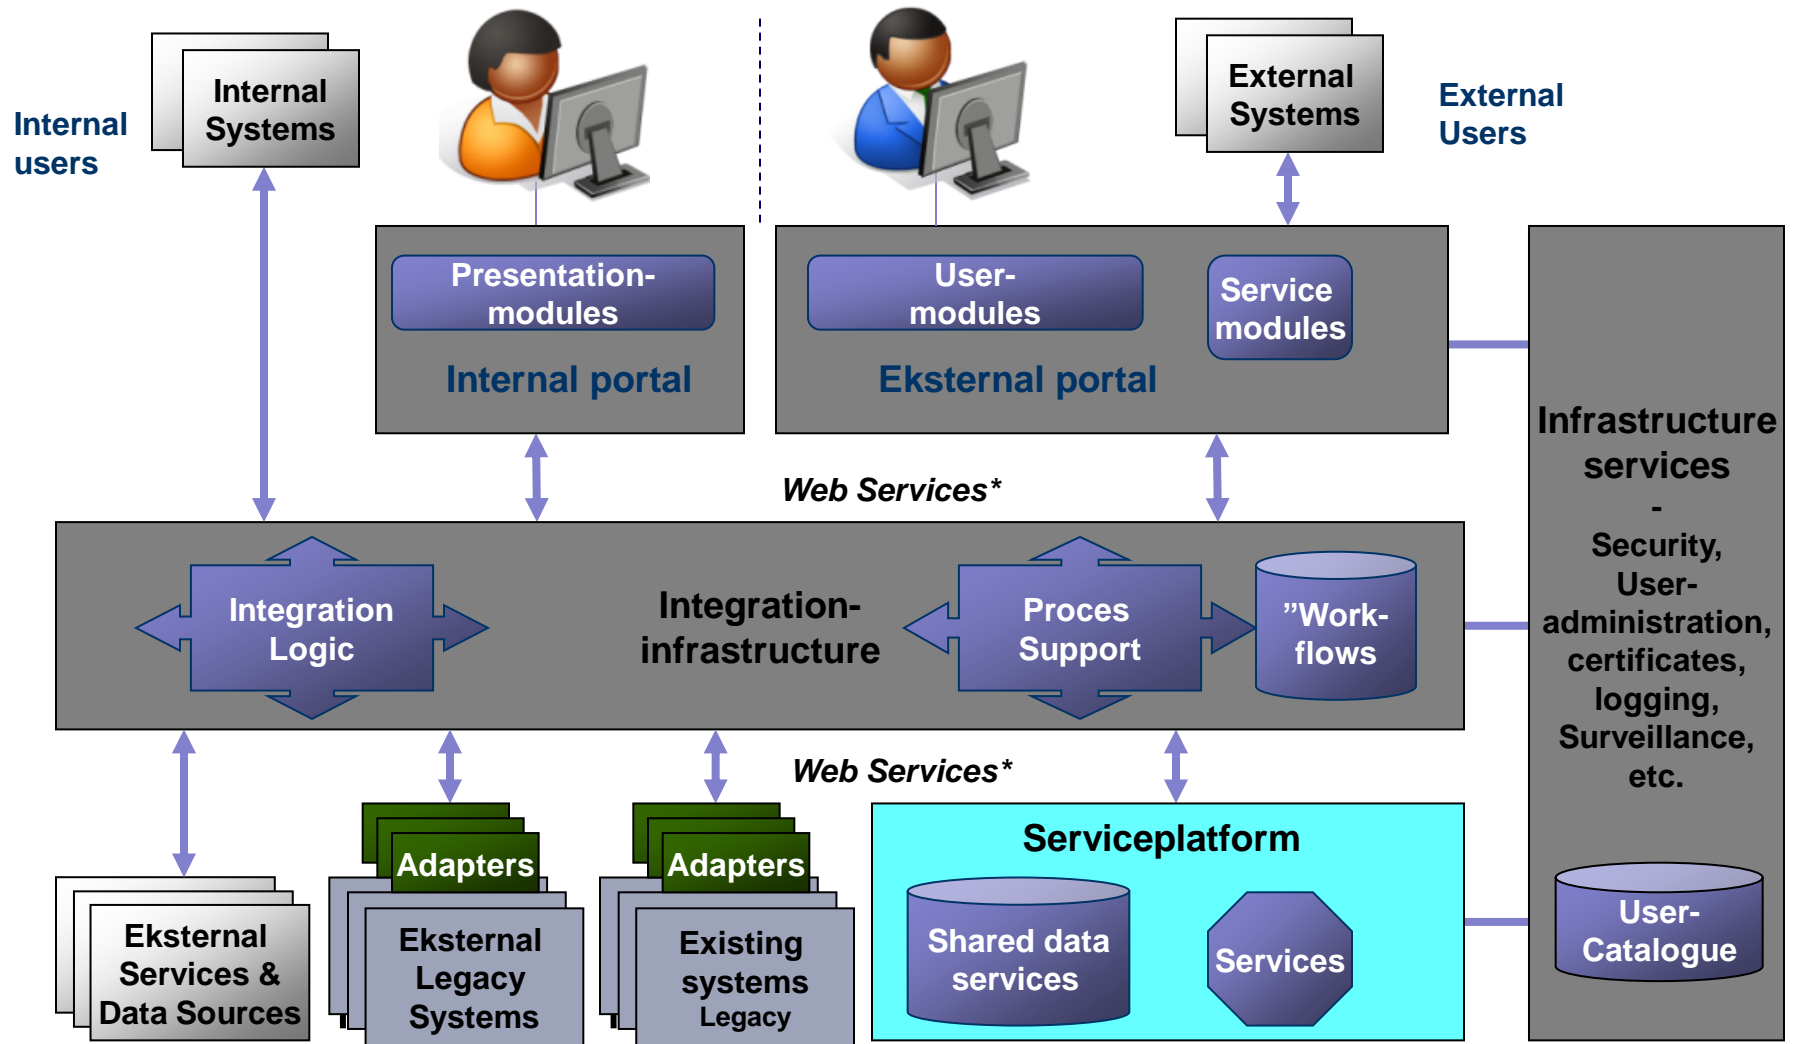 Internal
users
Internal
Systems
External
Systems
External
Users
Presentation-
modules
Internal portal
User-
modules
Service
modules
Eksternal portal
Web Services*
Integration
Logic
Integration-
infrastructure
Proces
Support
”Work-
flows
Web Services*
Eksternal
Services &
Data Sources
Adapters
Eksternal
Legacy
Systems
Adapters
Existing
systems
Legacy
Serviceplatform
Shared data
services
Services
Infrastructure
services
-
Security,
User-
administration,
certificates,
logging,
Surveillance,
etc.
User-
Catalogue